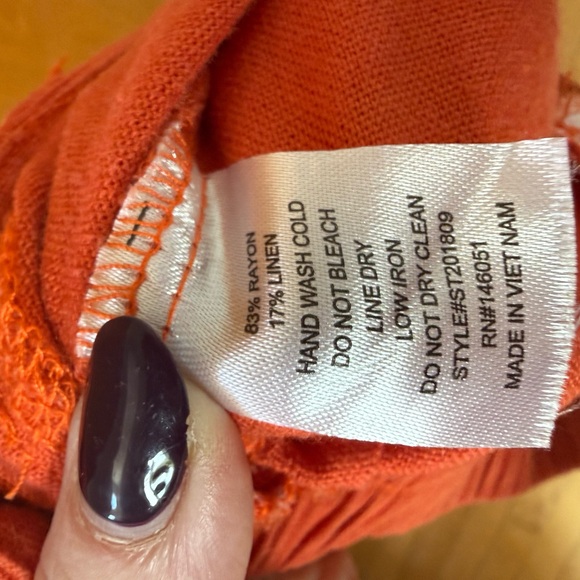 83% RAYON
17% LINEN
HAND WASH COLD
DO NOT BLEACH
LINE DRY
LOW IRON
DO NOT DRY CLEAN
STYLE#ST201809
RN#146051
MADE IN VIET NAM